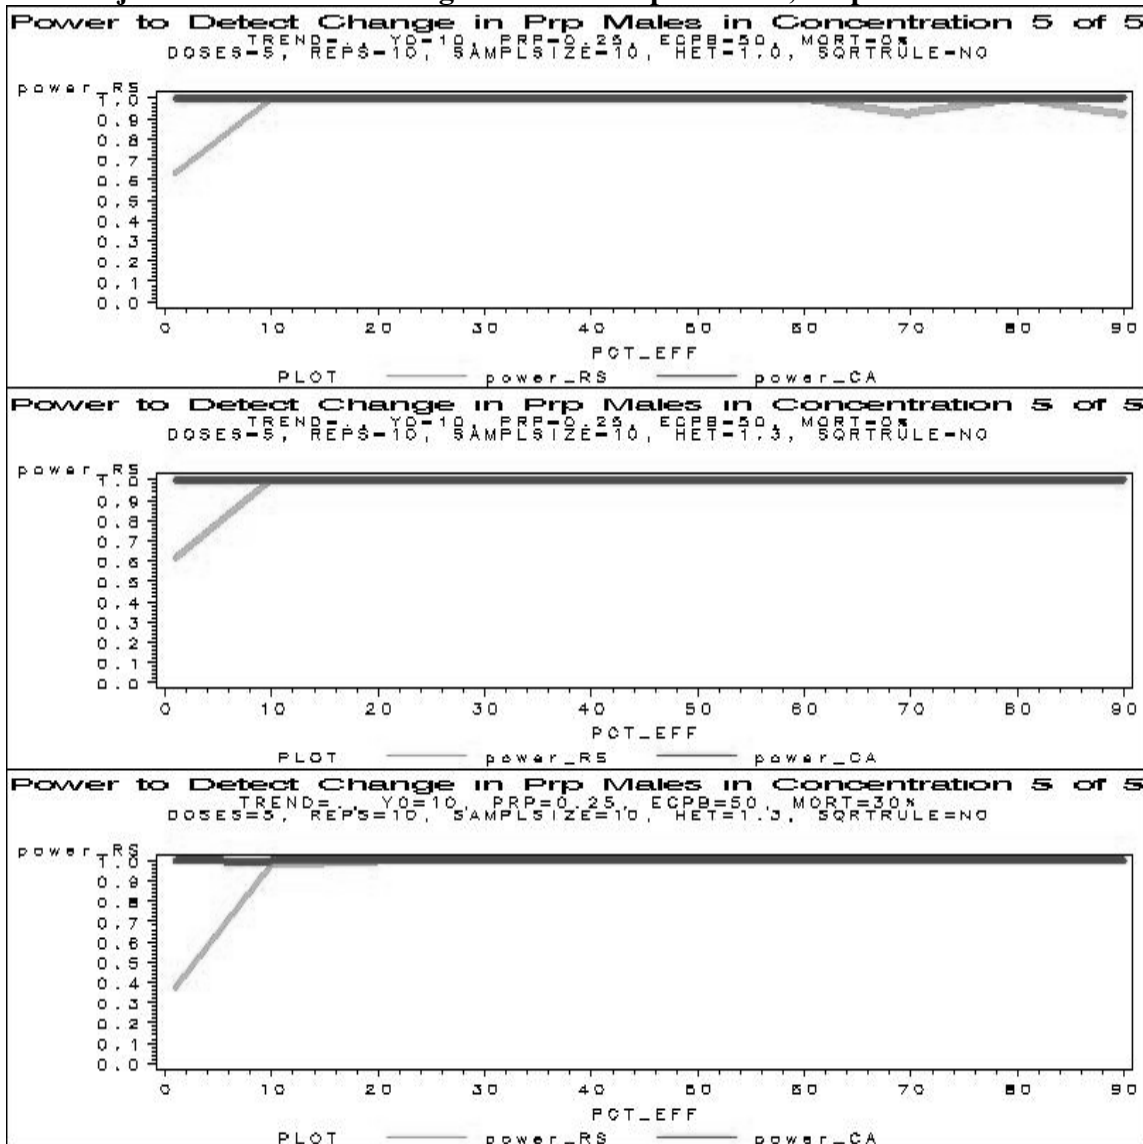 Power to Detect Change in Prp Males in Concentration 5 of 5
TREND=., Y0=10, PRP=0.25, ECPB=50, MORT=0%
DOSES=5, REPS=10, SAMPLSIZE=10, HET=1.0, SQRTRULE=NO
power_RS
1.0
0.9
0.8
0.7
0.6
0.5
0.4
0.3
0.2
0.1
0.0
0 10 20 30 40 50 60 70 80 90
PCT_EFF
PLOT power_RS power_CA
Power to Detect Change in Prp Males in Concentration 5 of 5
TREND=., Y0=10, PRP=0.25, ECPB=50, MORT=0%
DOSES=5, REPS=10, SAMPLSIZE=10, HET=1.3, SQRTRULE=NO
power_RS
1.0
0.9
0.8
0.7
0.6
0.5
0.4
0.3
0.2
0.1
0.0
0 10 20 30 40 50 60 70 80 90
PCT_EFF
PLOT power_RS power_CA
Power to Detect Change in Prp Males in Concentration 5 of 5
TREND=., Y0=10, PRP=0.25, ECPB=50, MORT=30%
DOSES=5, REPS=10, SAMPLSIZE=10, HET=1.3, SQRTRULE=NO
power_RS
1.0
0.9
0.8
0.7
0.6
0.5
0.4
0.3
0.2
0.1
0.0
0 10 20 30 40 50 60 70 80 90
PCT_EFF
PLOT power_RS power_CA